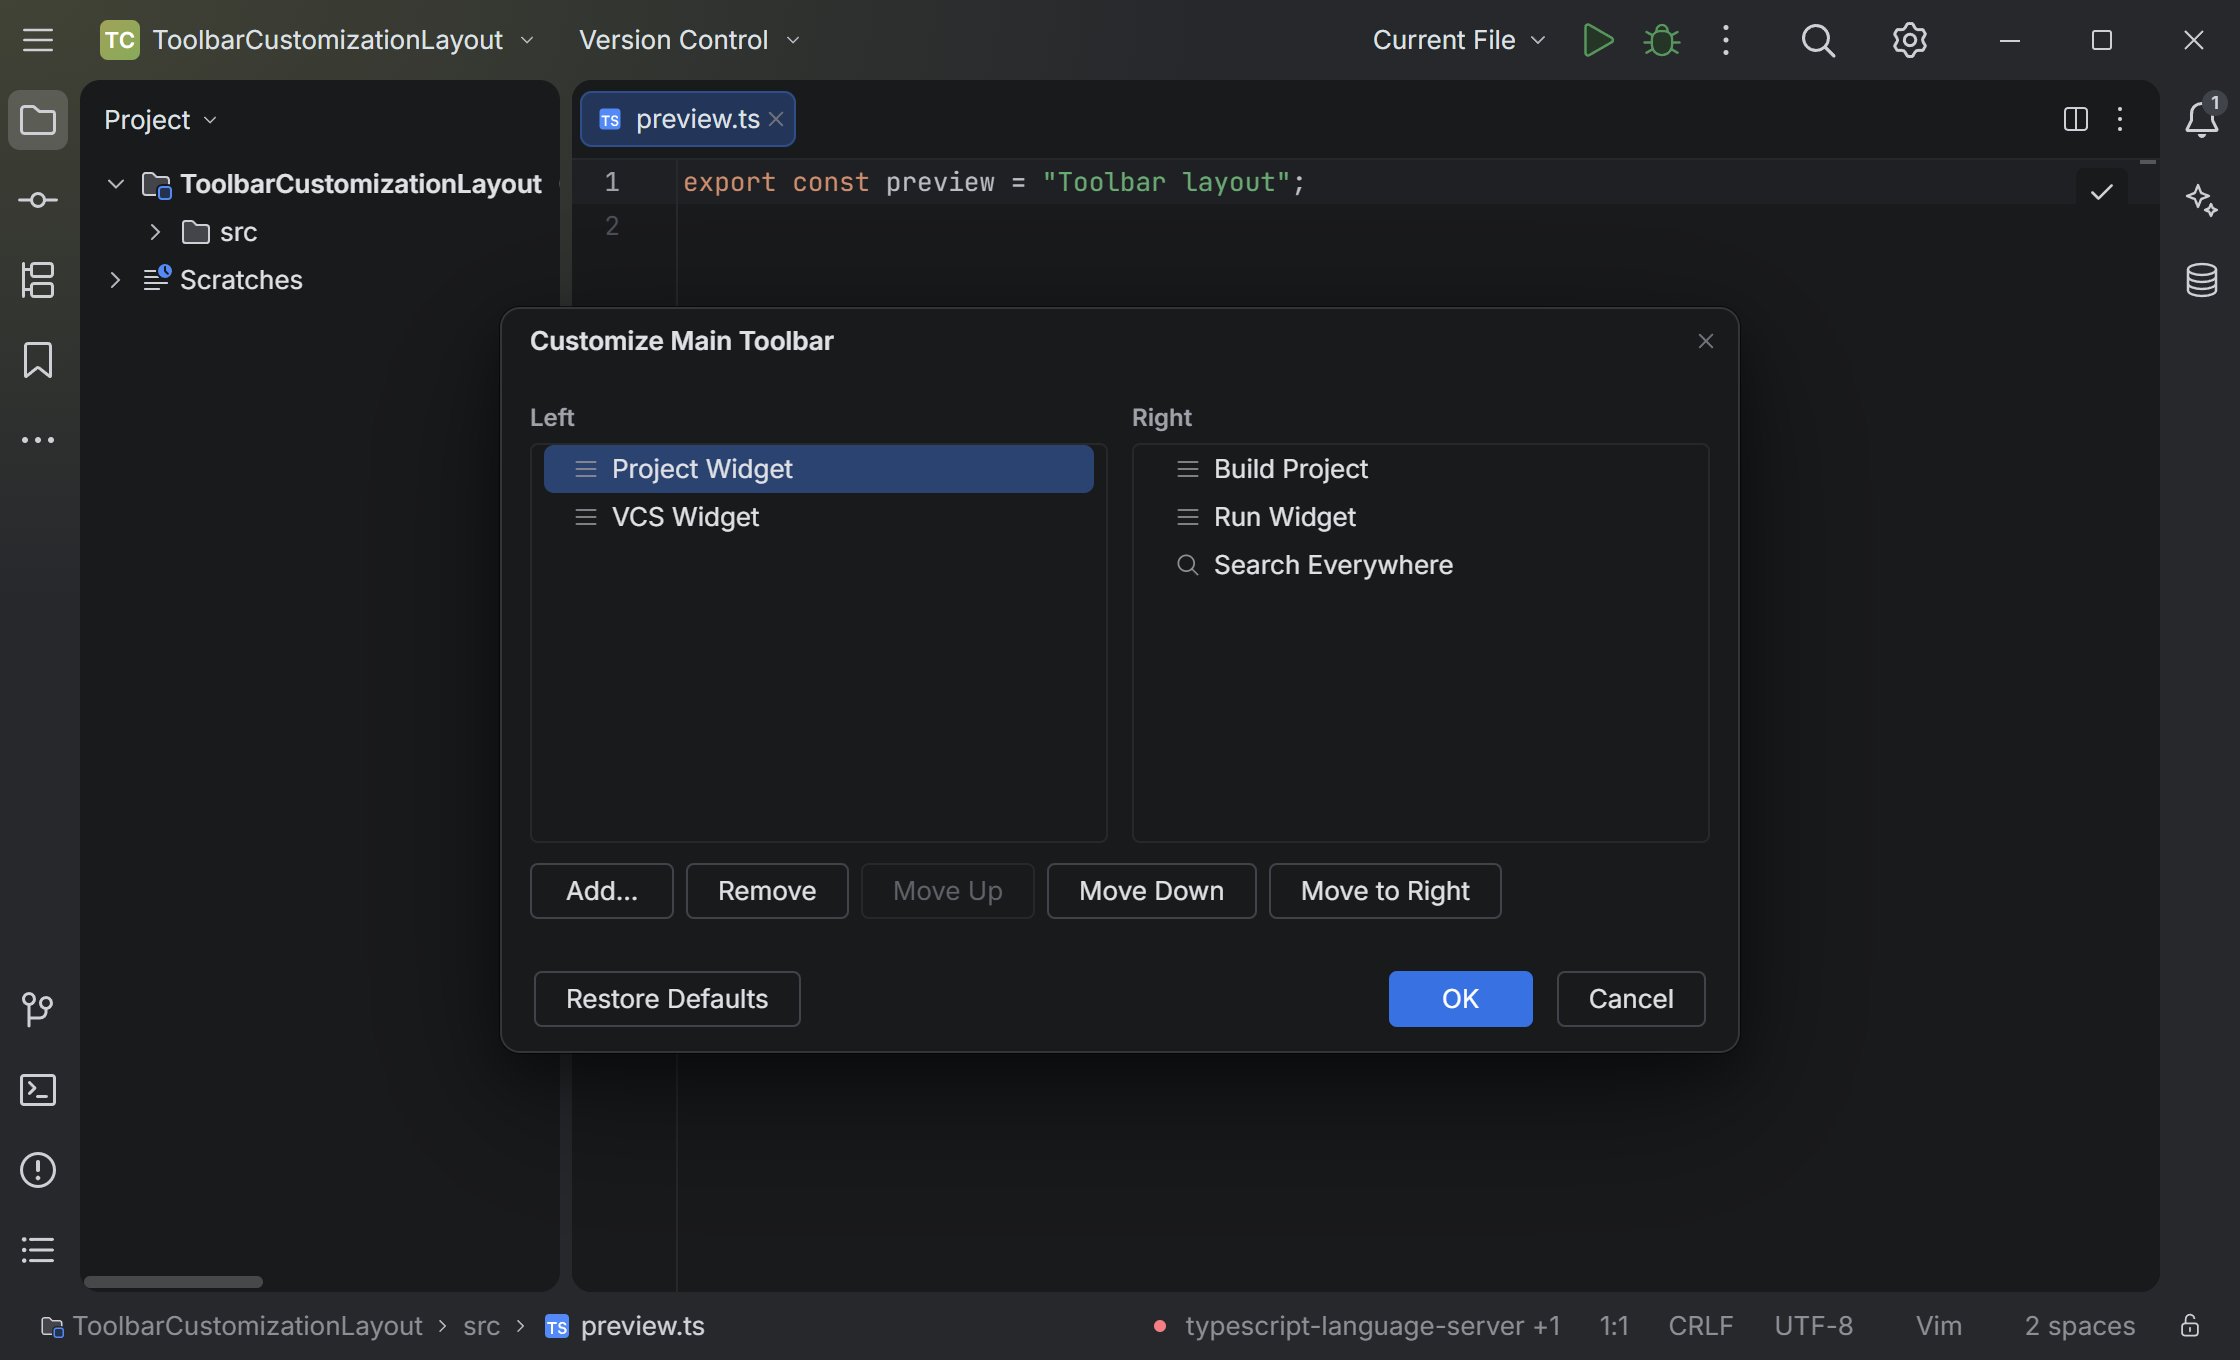 TC ToolbarCustomizationLayout Version Control Current File
Project
preview.ts
1
ToolbarCustomizationLayout
src
Scratches
1 export const preview = "Toolbar layout";
2
Customize Main Toolbar
Left
Right
Project Widget
VCS Widget
Build Project
Run Widget
Search Everywhere
Add...
Remove
Move Up
Move Down
Move to Right
Restore Defaults
OK
Cancel
ToolbarCustomizationLayout › src › TS preview.ts
typescript-language-server +1 1:1 CRLF UTF-8 Vim 2 spaces